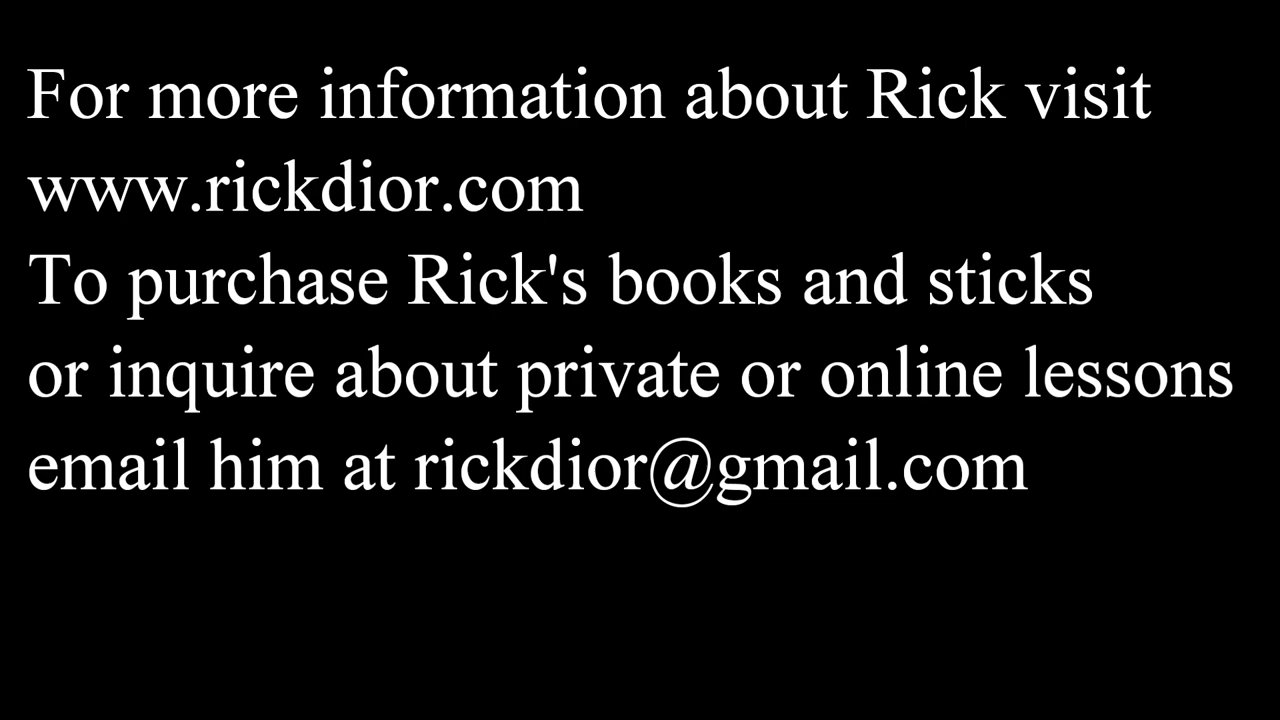 For more information about Rick visit
www.rickdior.com
To purchase Rick's books and sticks
or inquire about private or online lessons
email him at rickdior@gmail.com